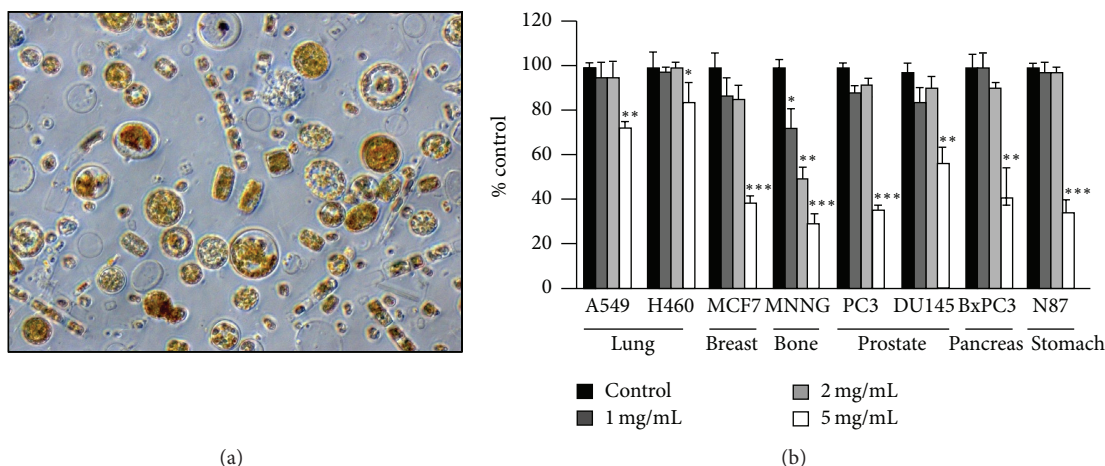 120
100
80
60
40
20
0
% control
**
*
***
*
**
***
***
**
**
***
A549 H460 MCF7 MNNG PC3 DU145 BxPC3 N87
Lung Breast Bone Prostate Pancreas Stomach
Control 2 mg/mL
1 mg/mL 5 mg/mL
(a) (b)